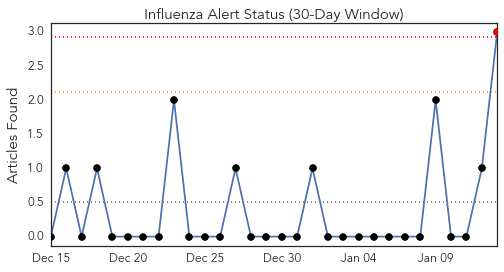 Influenza Alert Status (30-Day Window)
Articles Found
3.0
2.5
2.0
1.5
1.0
0.5
0.0
Dec 15 Dec 20 Dec 25 Dec 30 Jan 04 Jan 09